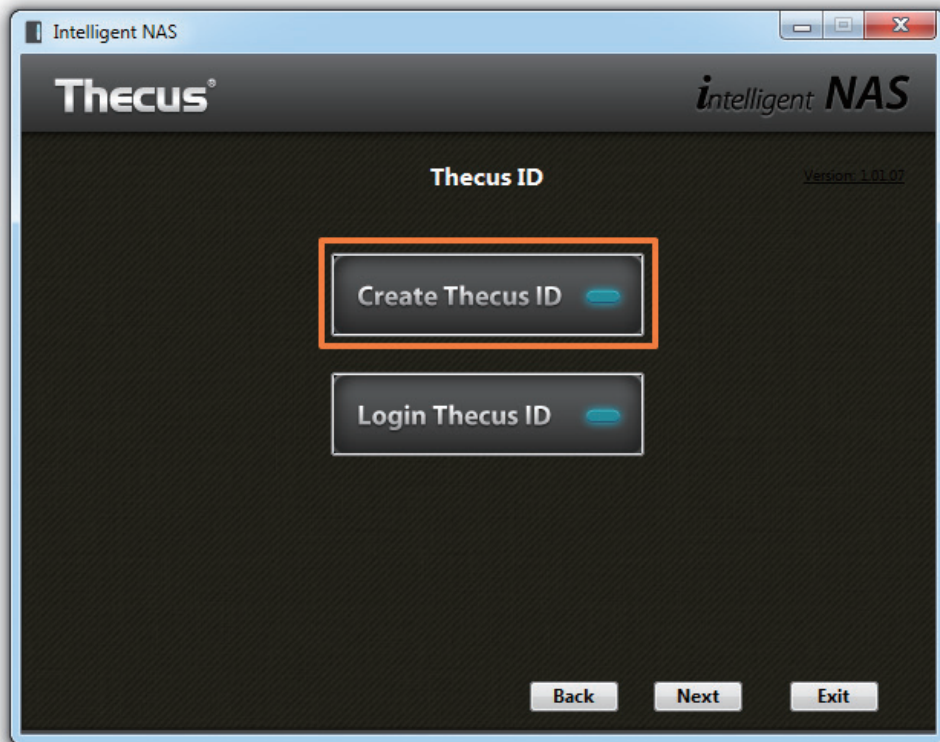 Intelligent NAS
Thecus®
intelligent NAS
Thecus ID
Version: 1.01.07
Create Thecus ID
Login Thecus ID
Back Next Exit